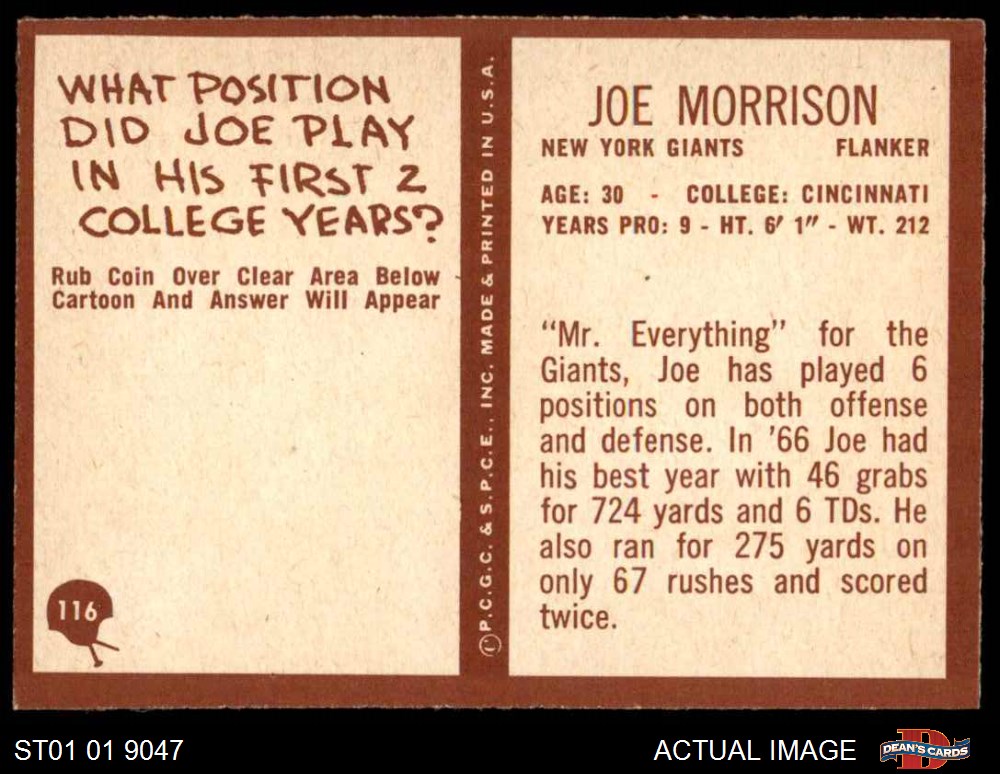 WHAT POSITION
DID JOE PLAY
IN HIS FIRST 2
COLLEGE YEARS?
Rub Coin Over Clear Area Below
Cartoon And Answer Will Appear
116
©P.C.G.C. & S.P.C.E., INC. MADE & PRINTED IN U.S.A.
JOE MORRISON
NEW YORK GIANTS FLANKER
AGE: 30 - COLLEGE: CINCINNATI
YEARS PRO: 9 - HT. 6' 1" - WT. 212
"Mr. Everything" for the
Giants, Joe has played 6
positions on both offense
and defense. In '66 Joe had
his best year with 46 grabs
for 724 yards and 6 TDs. He
also ran for 275 yards on
only 67 rushes and scored
twice.
ST01 01 9047
ACTUAL IMAGE
D
DEAN'S CARDS